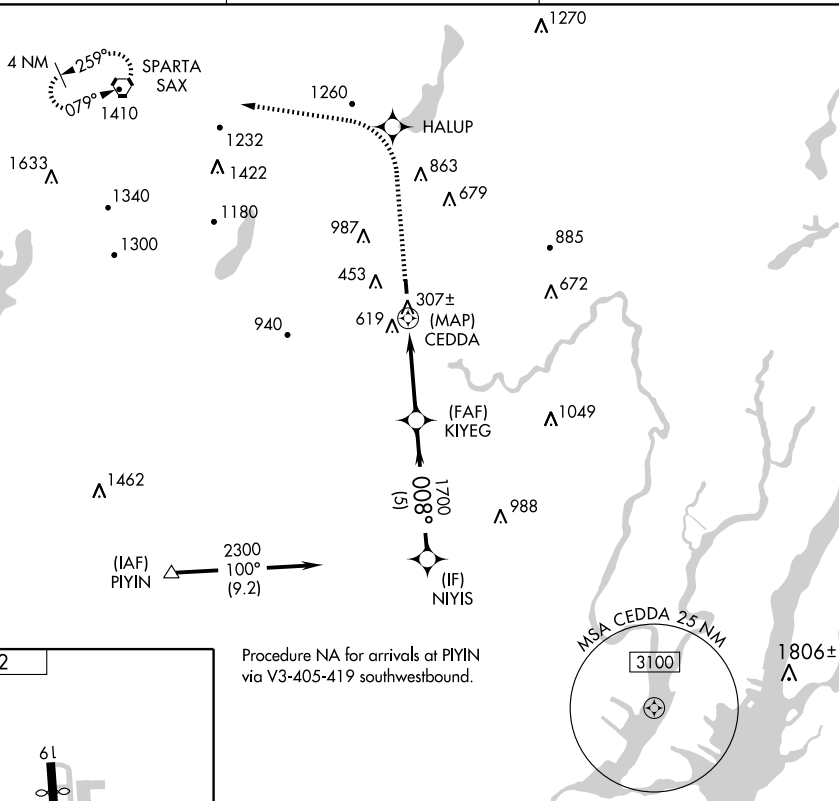 1270
4 NM
259°
SPARTA
SAX
079°
1410
1260
HALUP
1232
1633
1422
863
679
1340
1180
1300
987
885
453
672
307±
619
(MAP)
CEDDA
940
(FAF)
KIYEG
1049
1462
1700
008°
(5)
988
(IAF)
PIYIN
2300
100°
(9.2)
(IF)
NIYIS
MSA CEDDA 25 NM
3100
1806±
Procedure NA for arrivals at PIYIN
via V3-405-419 southwestbound.
2
19